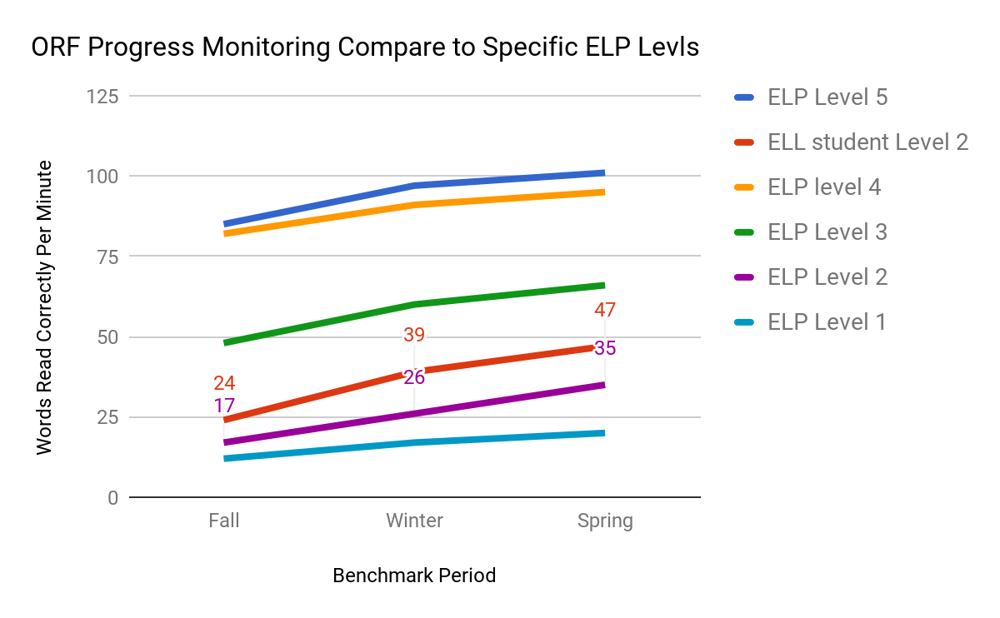 ORF Progress Monitoring Compare to Specific ELP Levls
125
100
75
50
25
0
Words Read Correctly Per Minute
24
17
39
26
47
35
Fall
Winter
Spring
Benchmark Period
ELP Level 5
ELL student Level 2
ELP level 4
ELP Level 3
ELP Level 2
ELP Level 1